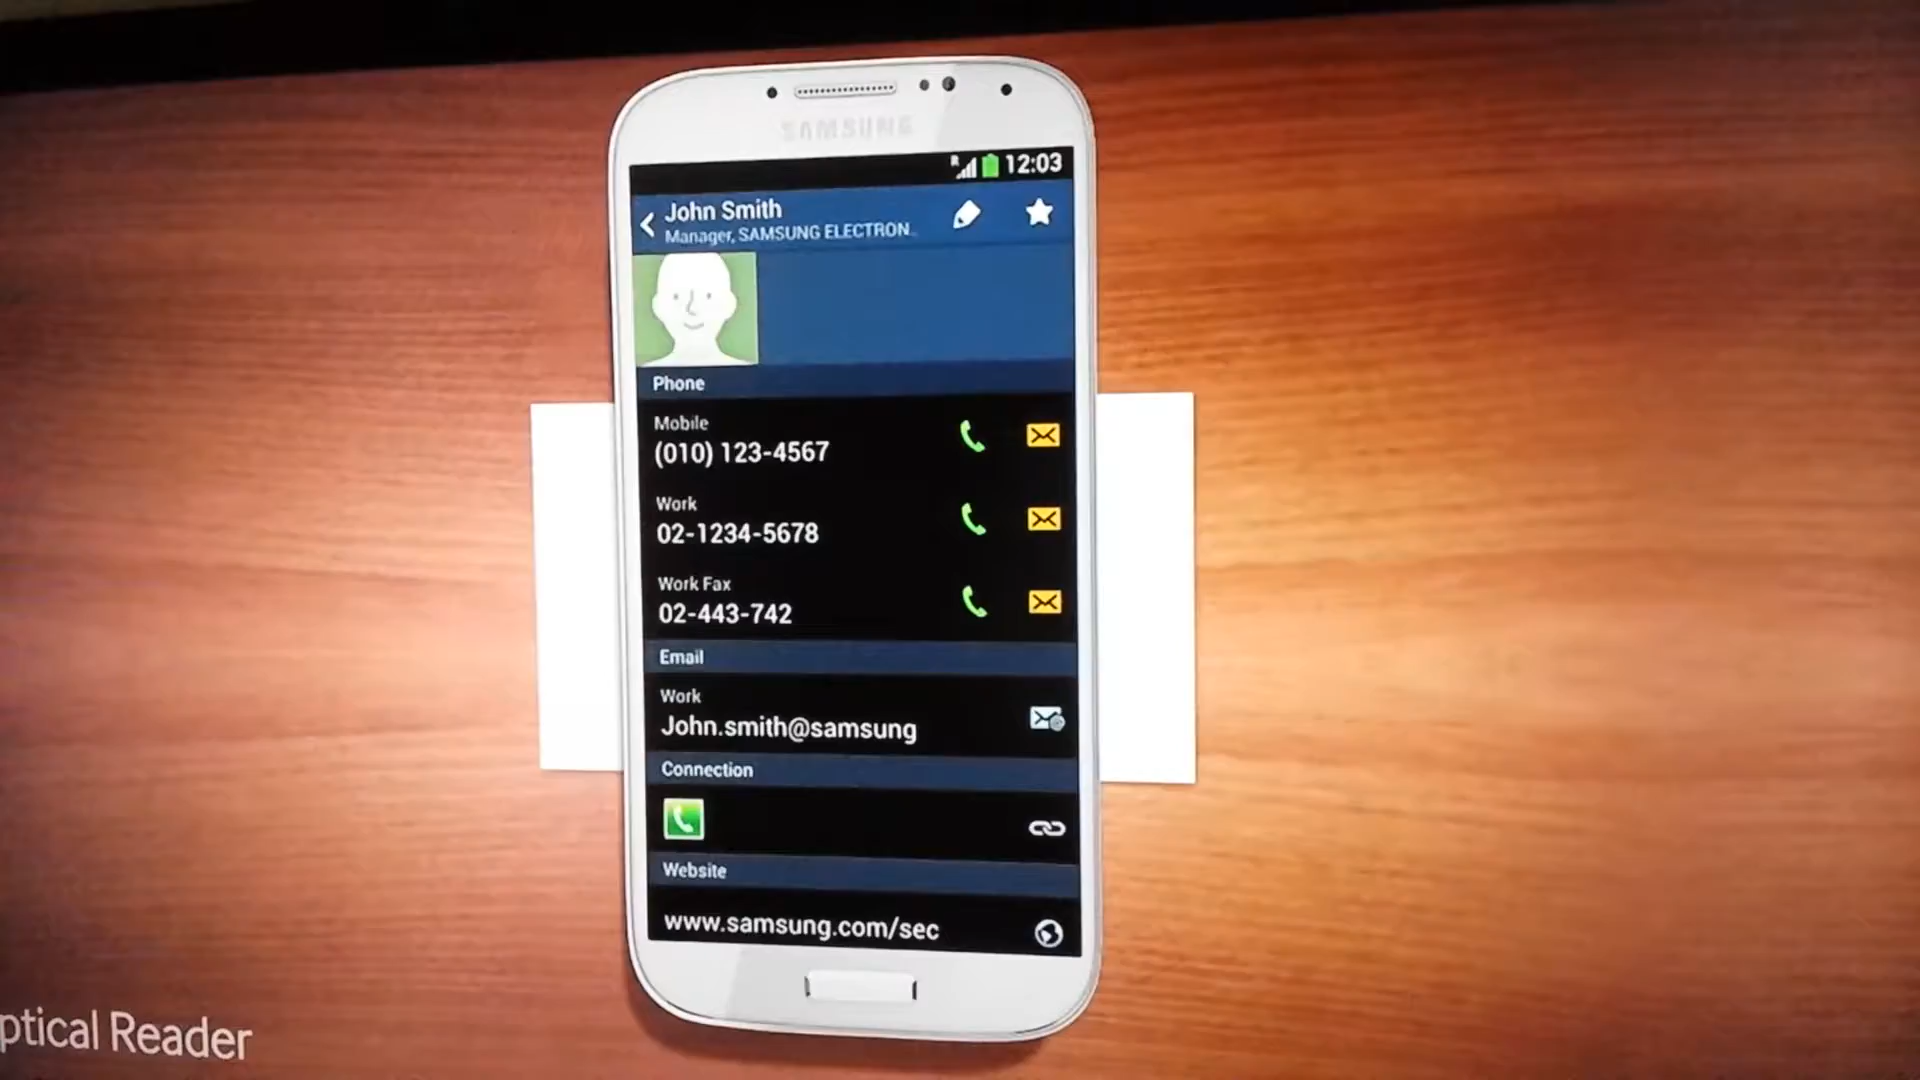 SAMSUNG
12:03
John Smith
Manager, SAMSUNG ELECTRON..
Phone
Mobile
(010) 123-4567
Work
02-1234-5678
Work Fax
02-443-742
Email
Work
John.smith@samsung
Connection
Website
www.samsung.com/sec
ptical Reader